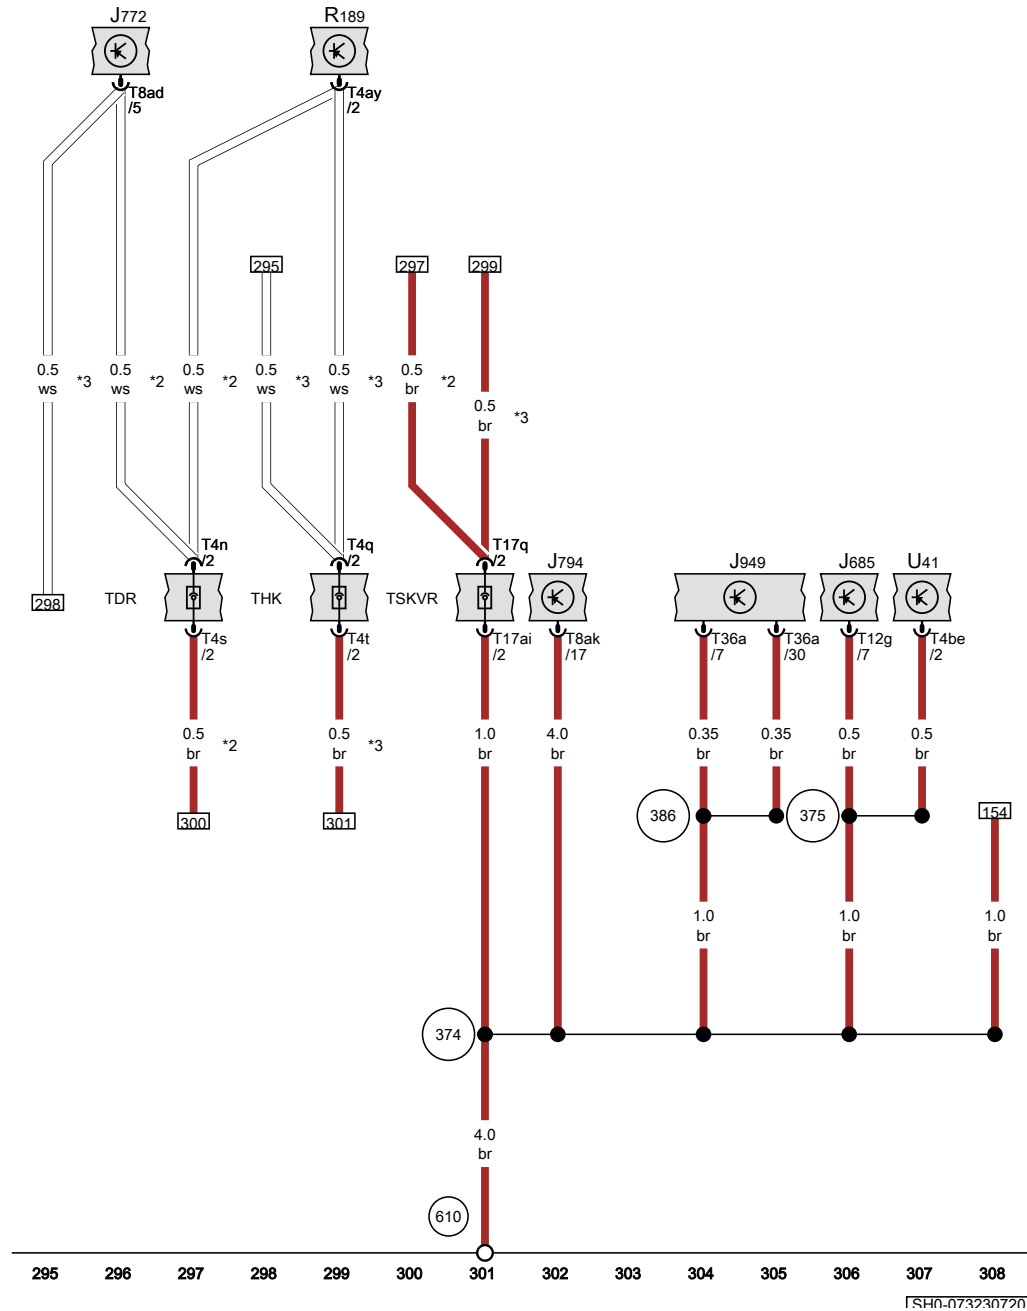 J772 R189
T8ad
/5
T4ay
/2
295 297 299
0.5
ws *3
0.5
ws *2
0.5
ws *2
0.5
ws *3
0.5
ws *3
0.5
br *2
0.5
br *3
T4n
/2
T4q
/2
T17q
/2
J794 J949 J685 U41
298 TDR THK TSKVR
T4s
/2
T4t
/2
T17ai
/2
T8ak
/17
T36a
/7
T36a
/30
T12g
/7
T4be
/2
0.5
br *2
0.5
br *3
1.0
br
4.0
br
0.35
br
0.35
br
0.5
br
0.5
br
300 301 386 375 154
1.0
br
1.0
br
1.0
br
374
4.0
br
610
295 296 297 298 299 300 301 302 303 304 305 306 307 308
SH0-073230720